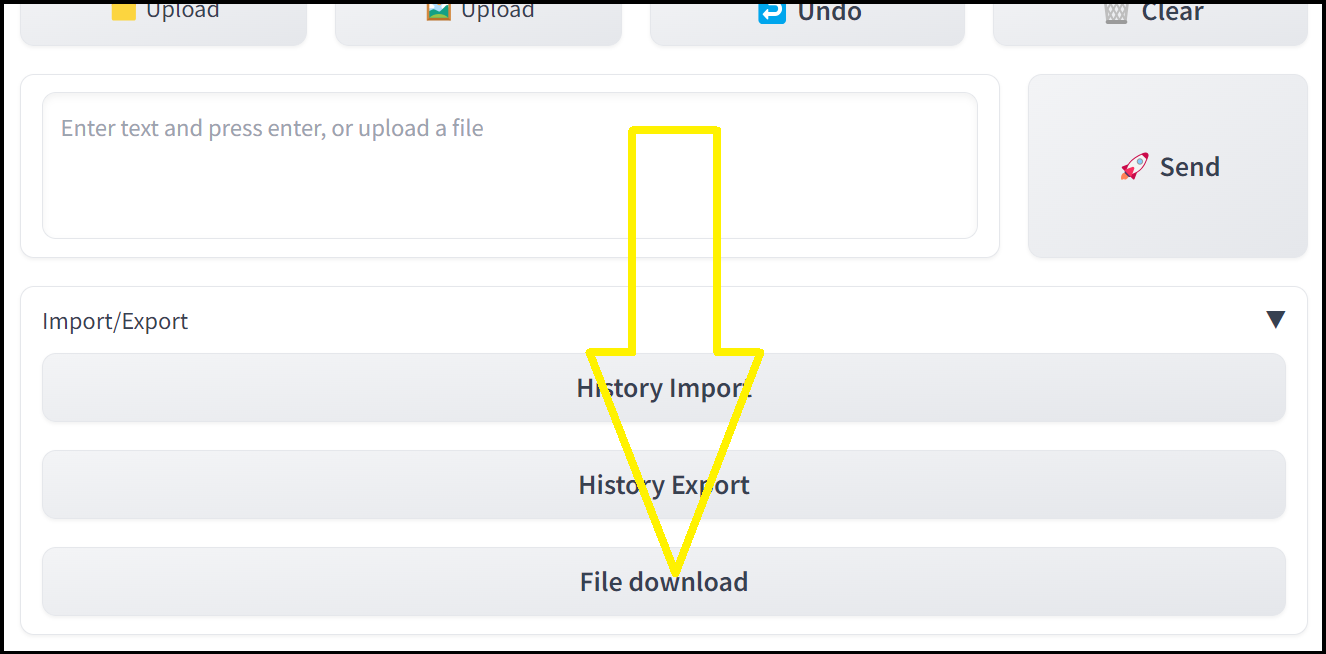 Upload
Upload
Undo
Clear
Enter text and press enter, or upload a file
Send
Import/Export
History Import
History Export
File download